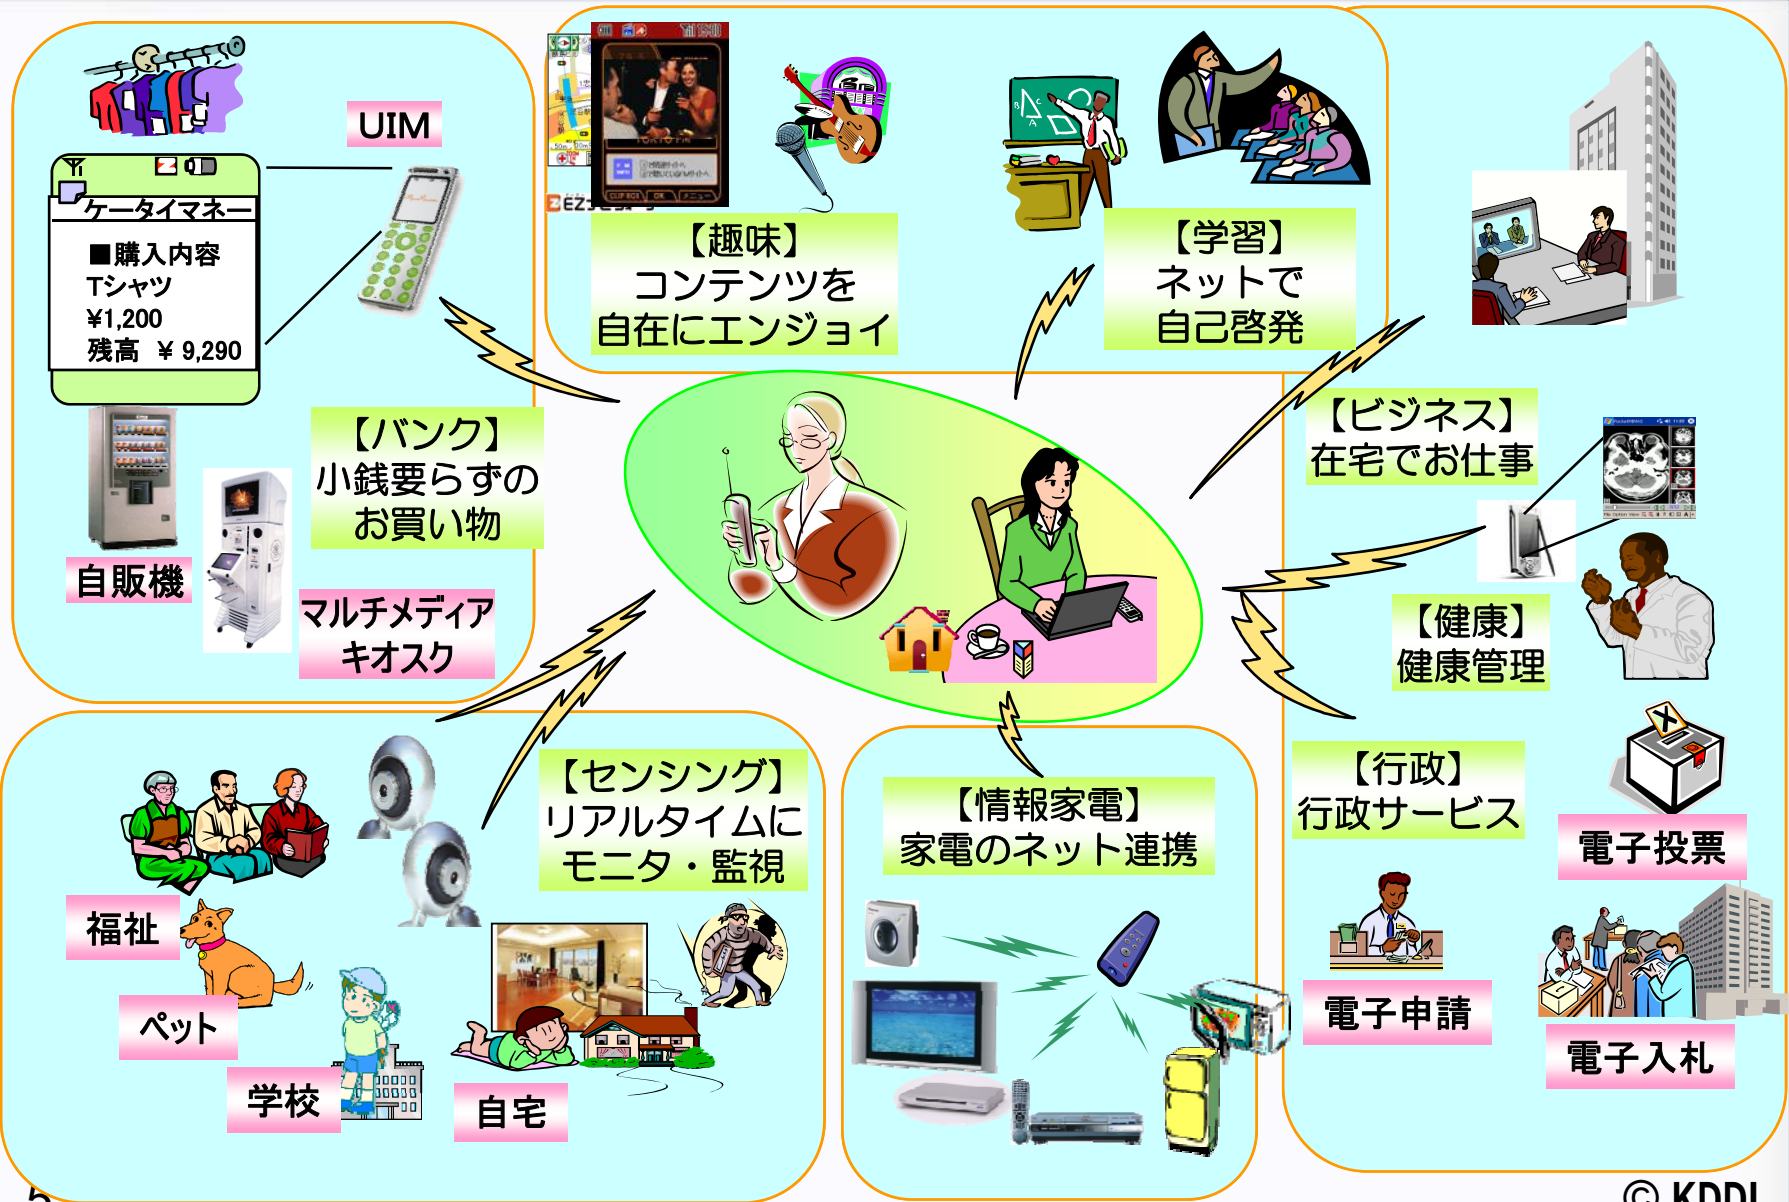 UIM
ケータイマネー
■購入内容
Tシャツ
¥1,200
残高 ¥ 9,290
【バンク】
小銭要らずの
お買い物
自販機
マルチメディア
キオスク
【趣味】
コンテンツを
自在にエンジョイ
【学習】
ネットで
自己啓発
【ビジネス】
在宅でお仕事
【健康】
健康管理
【行政】
行政サービス
電子投票
電子申請
電子入札
【センシング】
リアルタイムに
モニタ・監視
福祉
ペット
学校
自宅
【情報家電】
家電のネット連携
5
© KDDI